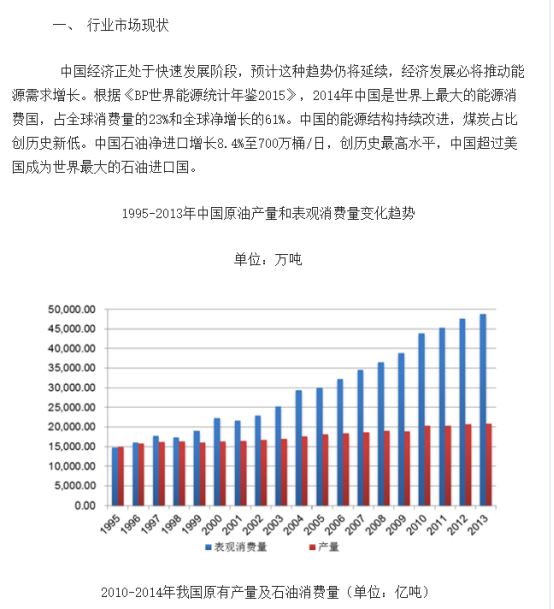 一、 行业市场现状
中国经济正处于快速发展阶段，预计这种趋势仍将延续，经济发展必将推动能
源需求增长。根据《BP世界能源统计年鉴2015》，2014年中国是世界上最大的能源消
费国，占全球消费量的23%和全球净增长的61%。中国的能源结构持续改进，煤炭占比
创历史新低。中国石油净进口增长8.4%至700万桶/日，创历史最高水平，中国超过美
国成为世界最大的石油进口国。
1995-2013年中国原油产量和表观消费量变化趋势
单位：万吨
50,000.00
45,000.00
40,000.00
35,000.00
30,000.00
25,000.00
20,000.00
15,000.00
10,000.00
5,000.00
0.00
1995 1996 1997 1998 1999 2000 2001 2002 2003 2004 2005 2006 2007 2008 2009 2010 2011 2012 2013
表观消费量 产量
2010-2014年我国原有产量及石油消费量（单位：亿吨）